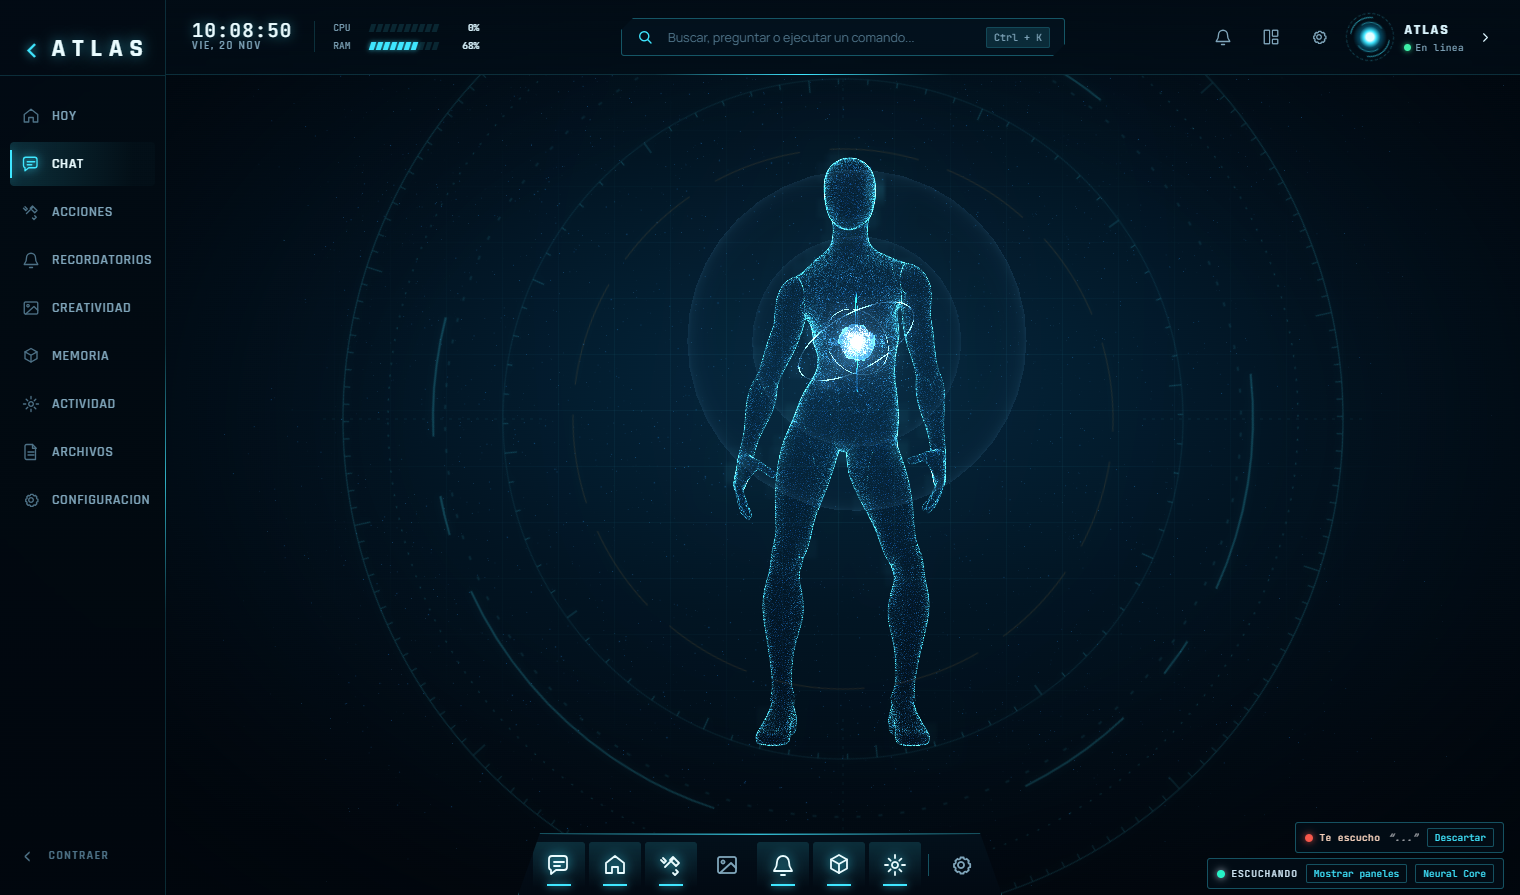 ATLAS
10:08:50
VIE, 20 NOV
CPU 0%
RAM 68%
Buscar, preguntar o ejecutar un comando...
Ctrl + K
ATLAS
En línea
HOY
CHAT
ACCIONES
RECORDATORIOS
CREATIVIDAD
MEMORIA
ACTIVIDAD
ARCHIVOS
CONFIGURACION
CONTRAER
Te escucho “...” Descartar
ESCUCHANDO Mostrar paneles Neural Core